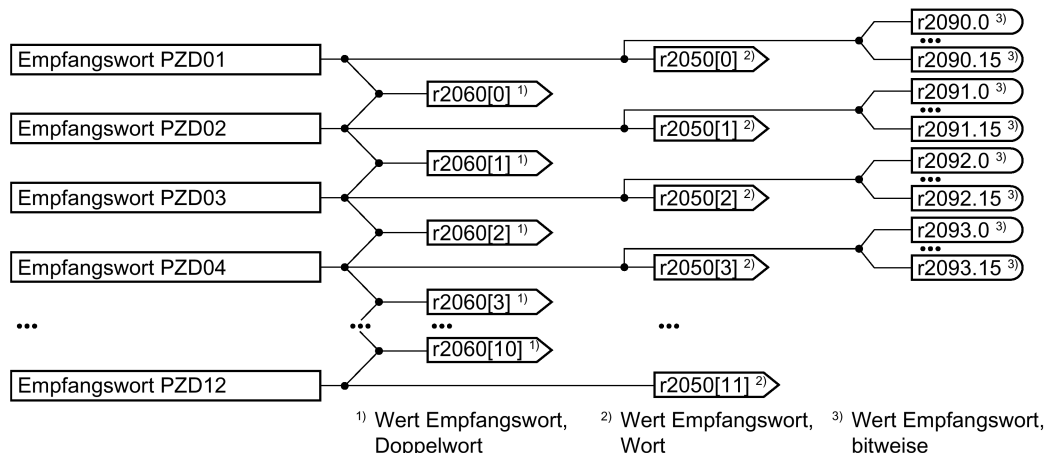 r2090.0 ³⁾
•••
Empfangswort PZD01
r2050[0] ²⁾
r2090.15 ³⁾
r2060[0] ¹⁾
r2091.0 ³⁾
•••
Empfangswort PZD02
r2050[1] ²⁾
r2091.15 ³⁾
r2060[1] ¹⁾
r2092.0 ³⁾
•••
Empfangswort PZD03
r2050[2] ²⁾
r2092.15 ³⁾
r2060[2] ¹⁾
r2093.0 ³⁾
•••
Empfangswort PZD04
r2050[3] ²⁾
r2093.15 ³⁾
r2060[3] ¹⁾
••• ••• ••• •••
r2060[10] ¹⁾
Empfangswort PZD12
r2050[11] ²⁾
¹⁾ Wert Empfangswort,
Doppelwort
²⁾ Wert Empfangswort,
Wort
³⁾ Wert Empfangswort,
bitweise